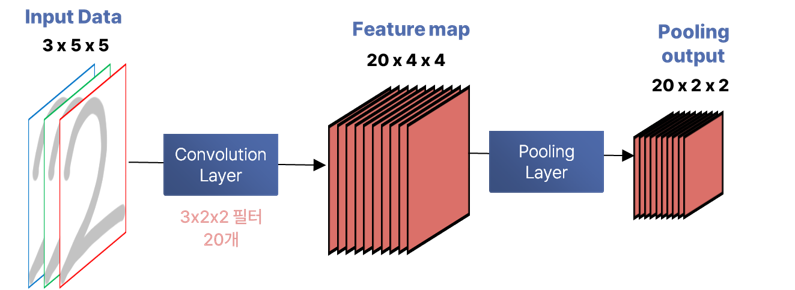 Input Data
3 x 5 x 5
2
Convolution
Layer
3x2x2 필터
20개
Feature map
20 x 4 x 4
Pooling
Layer
Pooling
output
20 x 2 x 2